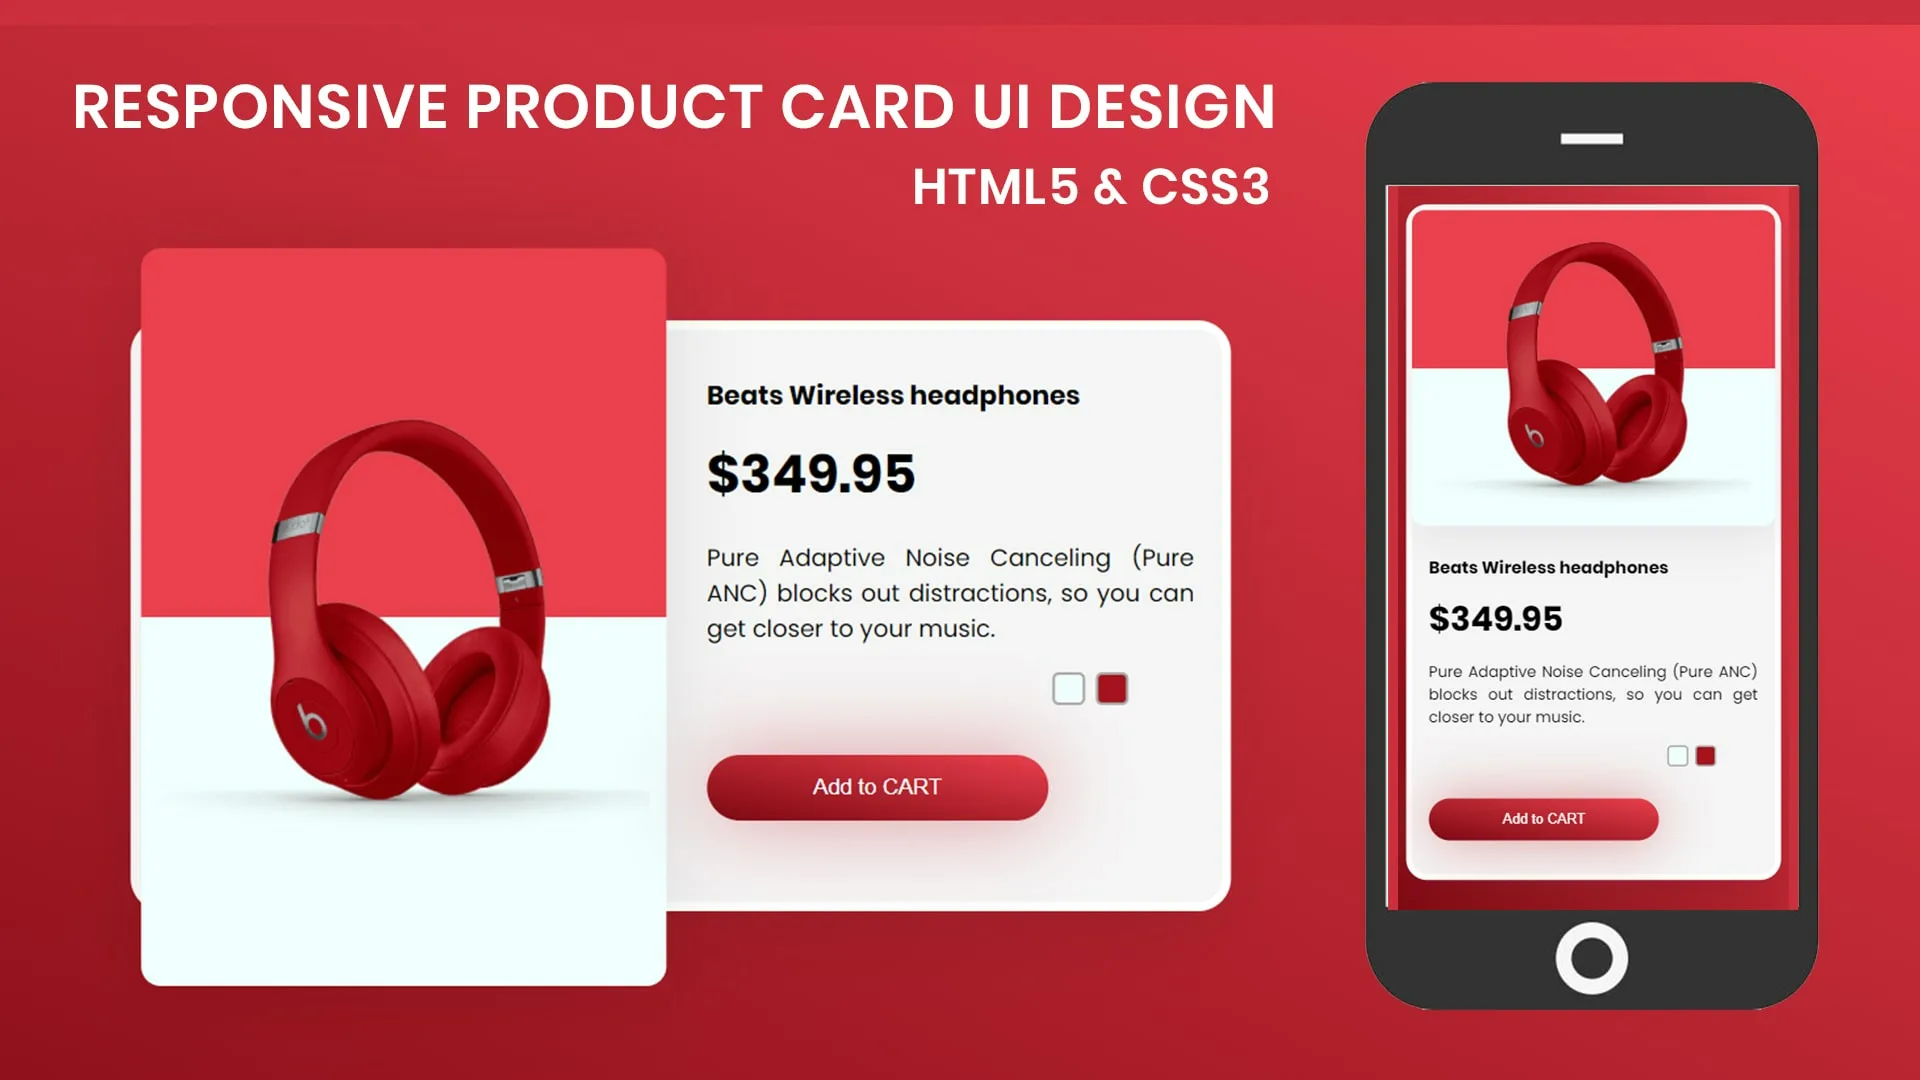 RESPONSIVE PRODUCT CARD UI DESIGN
HTML5 & CSS3
Beats Wireless headphones
$349.95
Pure Adaptive Noise Canceling (Pure
ANC) blocks out distractions, so you can
get closer to your music.
Add to CART
b
Beats Wireless headphones
$349.95
Pure Adaptive Noise Canceling (Pure ANC)
blocks out distractions, so you can get
closer to your music.
Add to CART
b